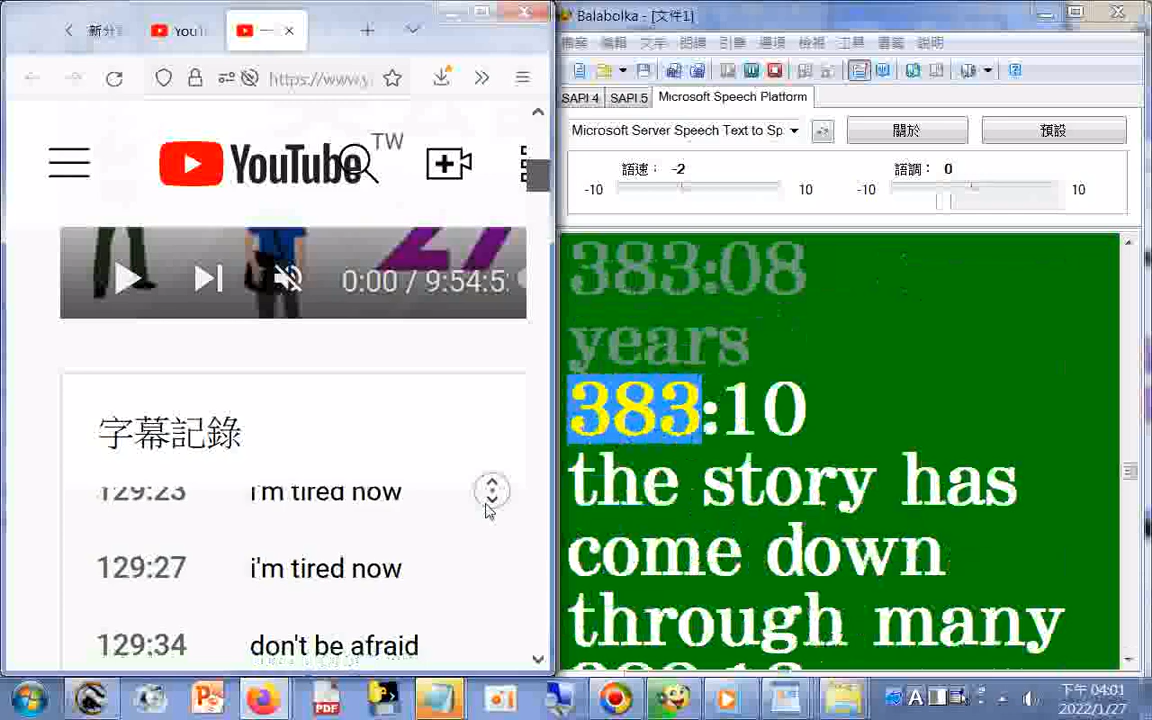 新分
YouT
https://www.y
YouTube
TW
27
0:00 / 9:54:5
字幕記錄
129:23 i'm tired now
129:27 i'm tired now
129:34 don't be afraid
Balabolka - [文件1]
檔案 編輯 文字 閱讀 引擎 選項 檢視 工具 書籤 說明
SAPI 4 SAPI 5 Microsoft Speech Platform
Microsoft Server Speech Text to Sp
關於
預設
語速： -2
語調： 0
-10 10 -10 10
383:08
years
383:10
the story has
come down
through many
PDF
A
下午 04:01
2022/1/27